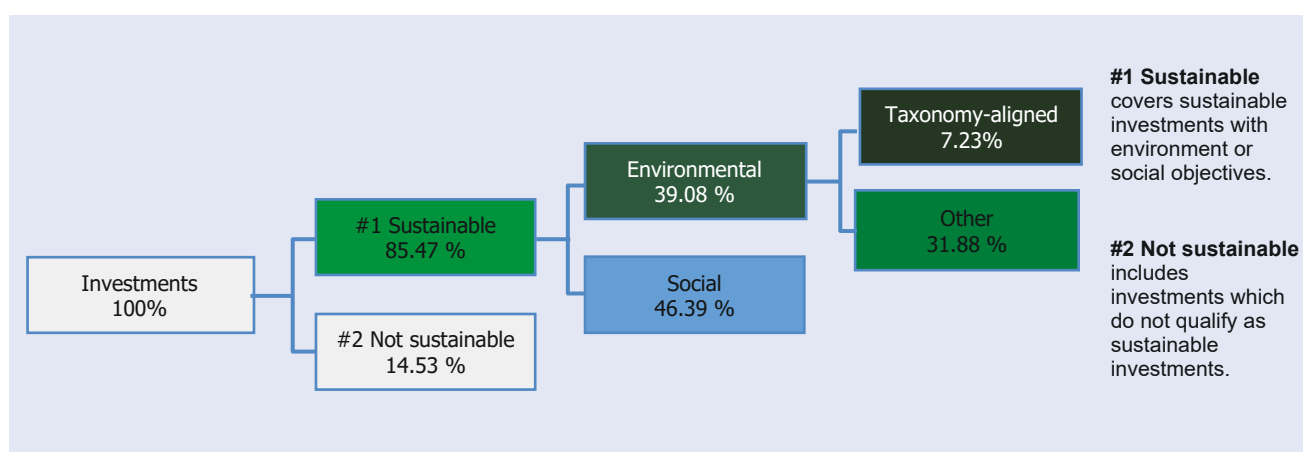 Investments
100%
#1 Sustainable
85.47 %
#2 Not sustainable
14.53 %
Environmental
39.08 %
Social
46.39 %
Taxonomy-aligned
7.23%
Other
31.88 %
#1 Sustainable
covers sustainable
investments with
environment or
social objectives.
#2 Not sustainable
includes
investments which
do not qualify as
sustainable
investments.